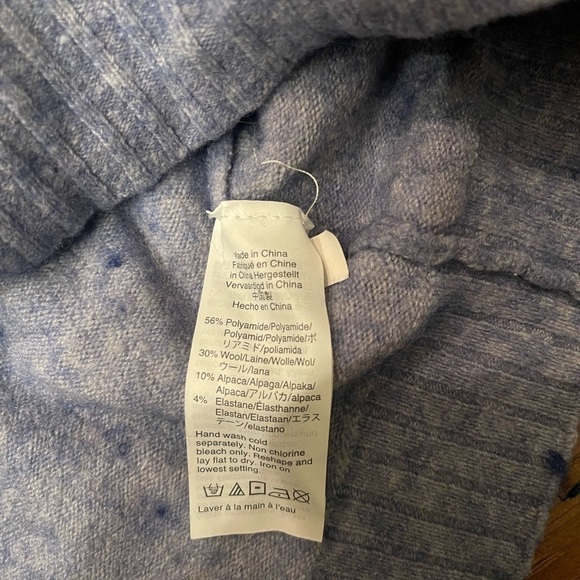 Made in China
Fabriqué en Chine
in China Hergestellt
Vervaardigd in China
中国製
Hecho en China
56% Polyamide/Polyamide/
Polyamid/Polyamide/ポ
リアミド/poliamida
30% Wool/Laine/Wolle/Wol/
ウール/lana
10% Alpaca/Alpaga/Alpaka/
Alpaca/アルパカ/alpaca
4% Elastane/Élasthanne/
Elastan/Elastaan/エラス
テーン/elastano
Hand wash cold
separately. Non chlorine
bleach only. Reshape and
lay flat to dry. Iron on
lowest setting.
Laver à la main à l'eau